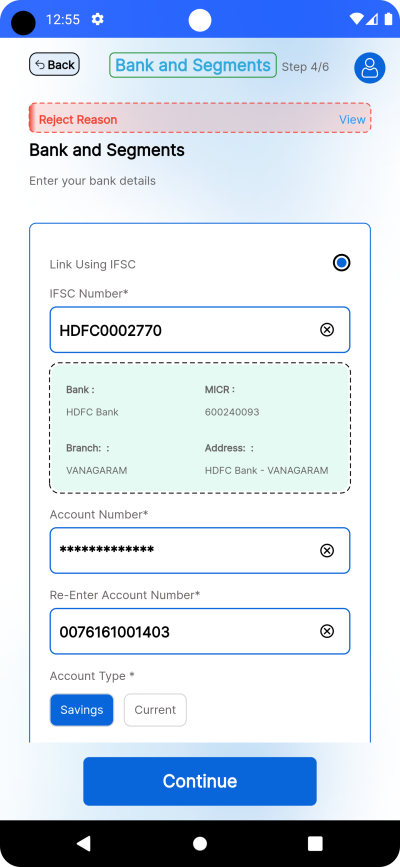 12:55
Back
Bank and Segments
Step 4/6
Reject Reason
View
Bank and Segments
Enter your bank details
Link Using IFSC
IFSC Number*
HDFC0002770
Bank :
MICR :
HDFC Bank
600240093
Branch: :
Address: :
VANAGARAM
HDFC Bank - VANAGARAM
Account Number*
*************
Re-Enter Account Number*
0076161001403
Account Type *
Savings
Current
Continue